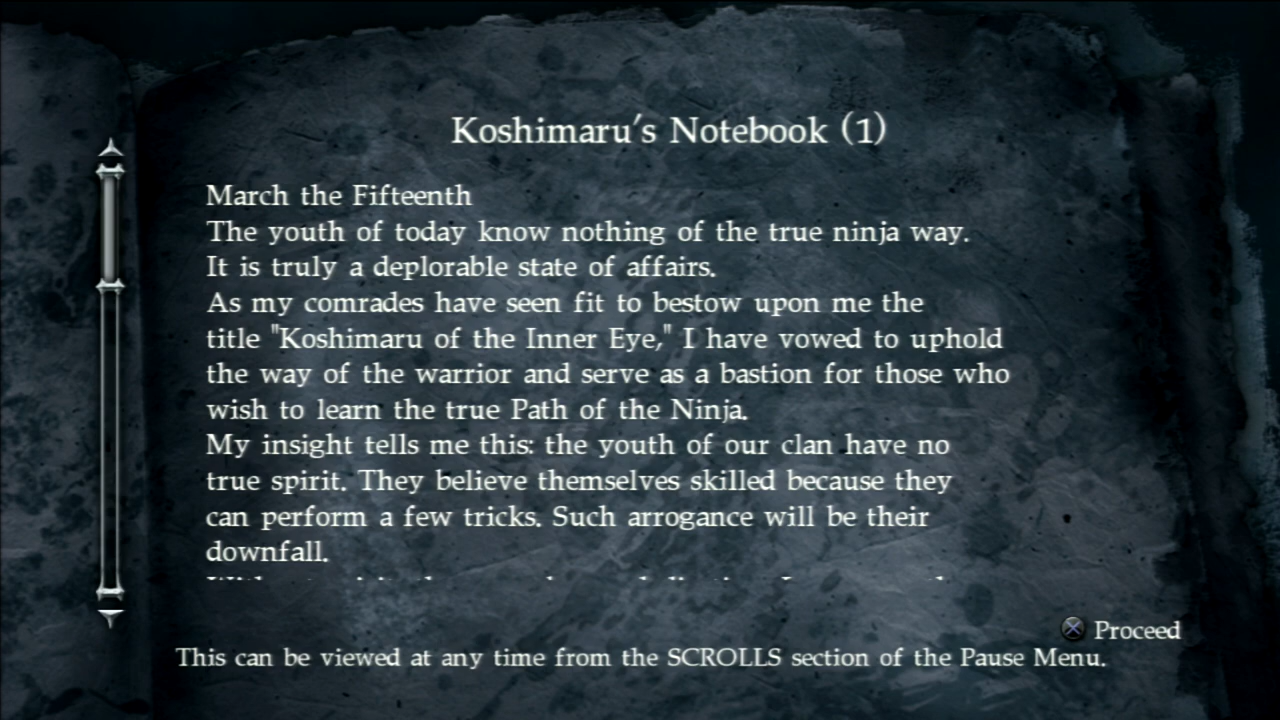 Koshimaru's Notebook (1)
March the Fifteenth
The youth of today know nothing of the true ninja way.
It is truly a deplorable state of affairs.
As my comrades have seen fit to bestow upon me the
title "Koshimaru of the Inner Eye," I have vowed to uphold
the way of the warrior and serve as a bastion for those who
wish to learn the true Path of the Ninja.
My insight tells me this: the youth of our clan have no
true spirit. They believe themselves skilled because they
can perform a few tricks. Such arrogance will be their
downfall.
Proceed
This can be viewed at any time from the SCROLLS section of the Pause Menu.